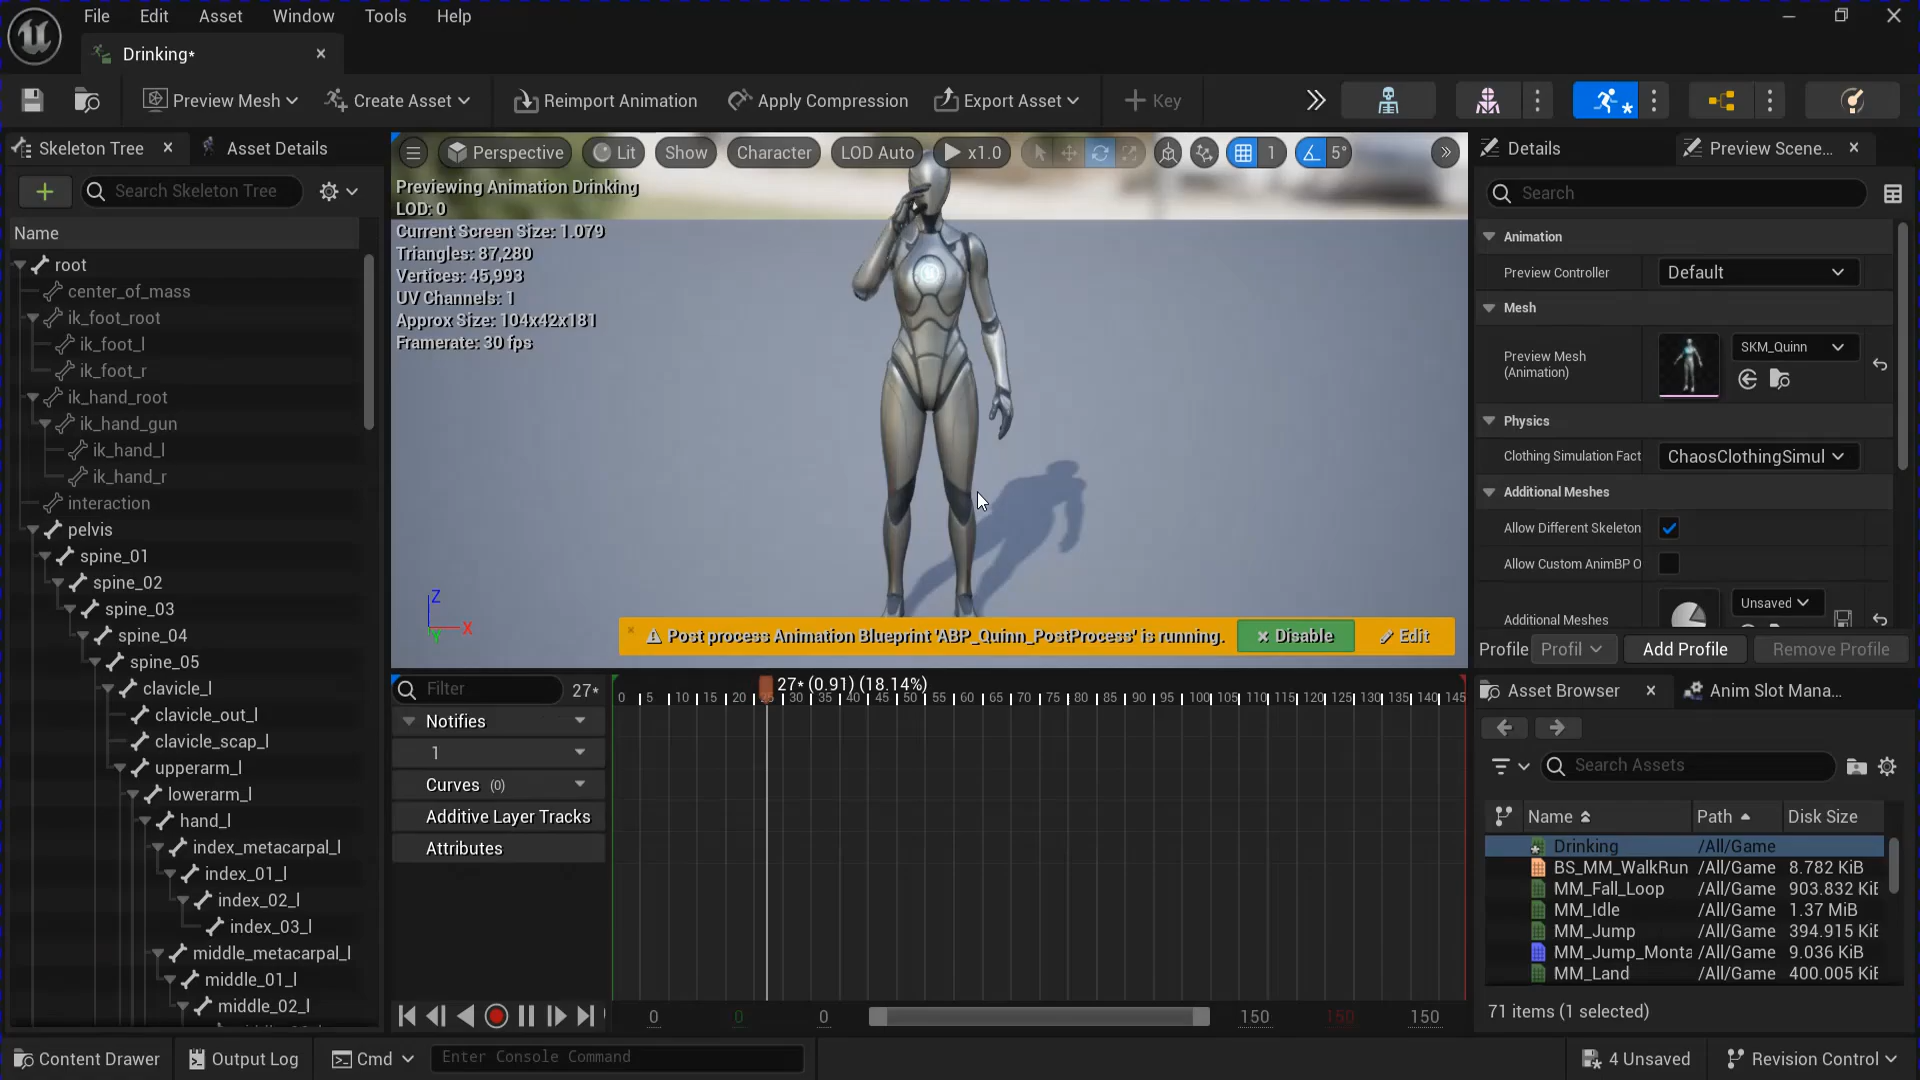 File Edit Asset Window Tools Help
Drinking*
Preview Mesh Create Asset Reimport Animation Apply Compression Export Asset Key
Skeleton Tree Asset Details
Search Skeleton Tree
Name
root
center_of_mass
ik_foot_root
ik_foot_l
ik_foot_r
ik_hand_root
ik_hand_gun
ik_hand_l
ik_hand_r
interaction
pelvis
spine_01
spine_02
spine_03
spine_04
spine_05
clavicle_l
clavicle_out_l
clavicle_scap_l
upperarm_l
lowerarm_l
hand_l
index_metacarpal_l
index_01_l
index_02_l
index_03_l
middle_metacarpal_l
middle_01_l
middle_02_l
Perspective Lit Show Character LOD Auto x1.0 1 5°
Previewing Animation Drinking
LOD: 0
Current Screen Size: 1.079
Triangles: 87,280
Vertices: 45,993
UV Channels: 1
Approx Size: 104x42x181
Framerate: 30 fps
Z
X
Y
Post process Animation Blueprint 'ABP_Quinn_PostProcess' is running. Disable Edit
Filter 27*
27* (0.91) (18.14%)
0 5 10 15 20 25 30 35 40 45 50 55 60 65 70 75 80 85 90 95 100 105 110 115 120 125 130 135 140 145
Notifies
1
Curves (0)
Additive Layer Tracks
Attributes
0 0 0 150 150 150
Details Preview Scene...
Search
Animation
Preview Controller Default
Mesh
Preview Mesh (Animation) SKM_Quinn
Physics
Clothing Simulation Fact ChaosClothingSimul
Additional Meshes
Allow Different Skeleton
Allow Custom AnimBP O
Additional Meshes Unsaved
Profile Profil Add Profile Remove Profile
Asset Browser Anim Slot Mana...
Search Assets
Name Path Disk Size
Drinking /All/Game
BS_MM_WalkRun /All/Game 8.782 KiB
MM_Fall_Loop /All/Game 903.832 KiE
MM_Idle /All/Game 1.37 MiB
MM_Jump /All/Game 394.915 KiE
MM_Jump_Monta /All/Game 9.036 KiB
MM_Land /All/Game 400.005 KiE
71 items (1 selected)
Content Drawer Output Log Cmd Enter Console Command 4 Unsaved Revision Control